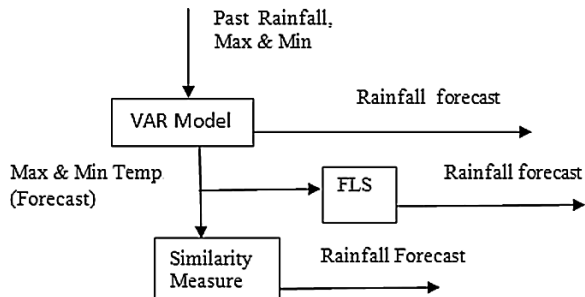 Past Rainfall,
Max & Min
VAR Model
Rainfall forecast
Max & Min Temp
(Forecast)
FLS
Rainfall forecast
Similarity
Measure
Rainfall Forecast